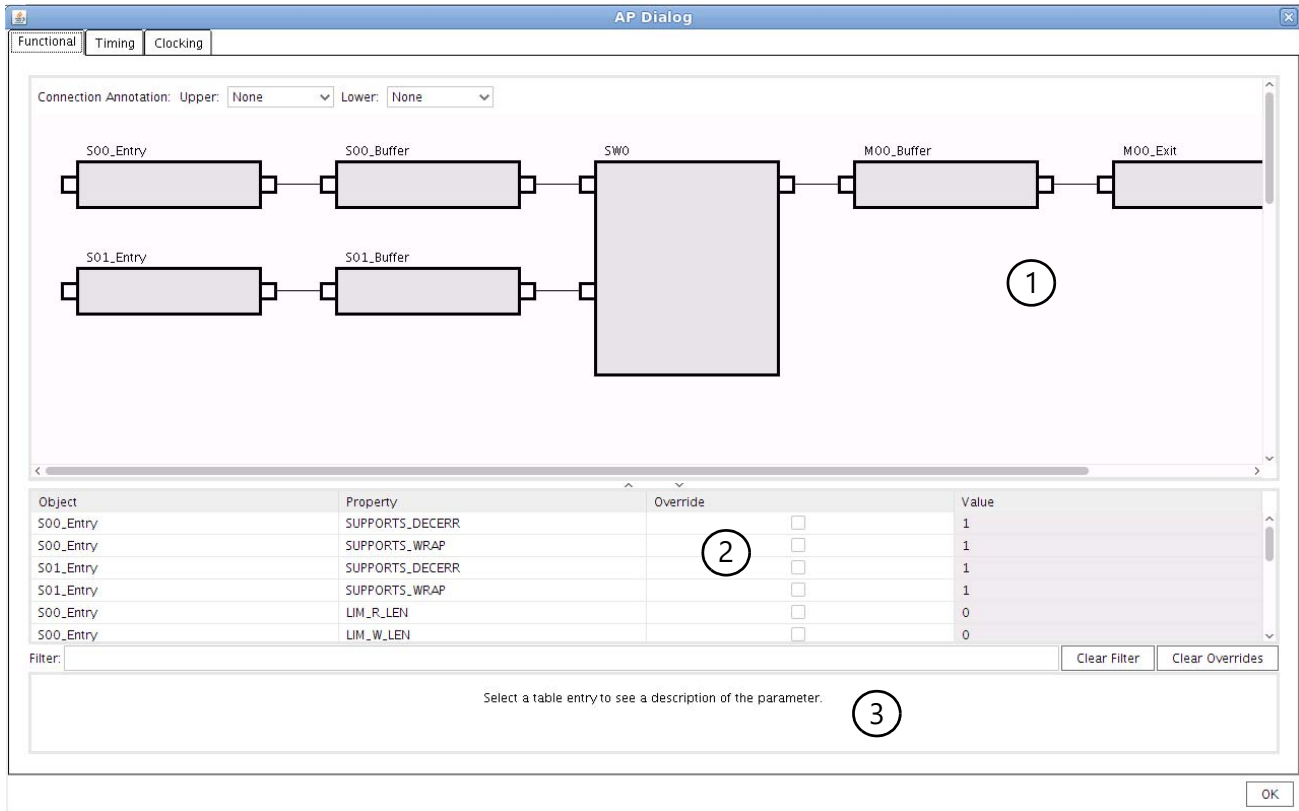 AP Dialog
Functional Timing Clocking
Connection Annotation: Upper: None Lower: None
S00_Entry S00_Buffer SW0 M00_Buffer M00_Exit
S01_Entry S01_Buffer
1
Object Property Override Value
S00_Entry SUPPORTS_DECERR 1
S00_Entry SUPPORTS_WRAP 1
S01_Entry SUPPORTS_DECERR 1
S01_Entry SUPPORTS_WRAP 1
S00_Entry LIM_R_LEN 0
S00_Entry LIM_W_LEN 0
2
Filter: Clear Filter Clear Overrides
Select a table entry to see a description of the parameter.
3
OK